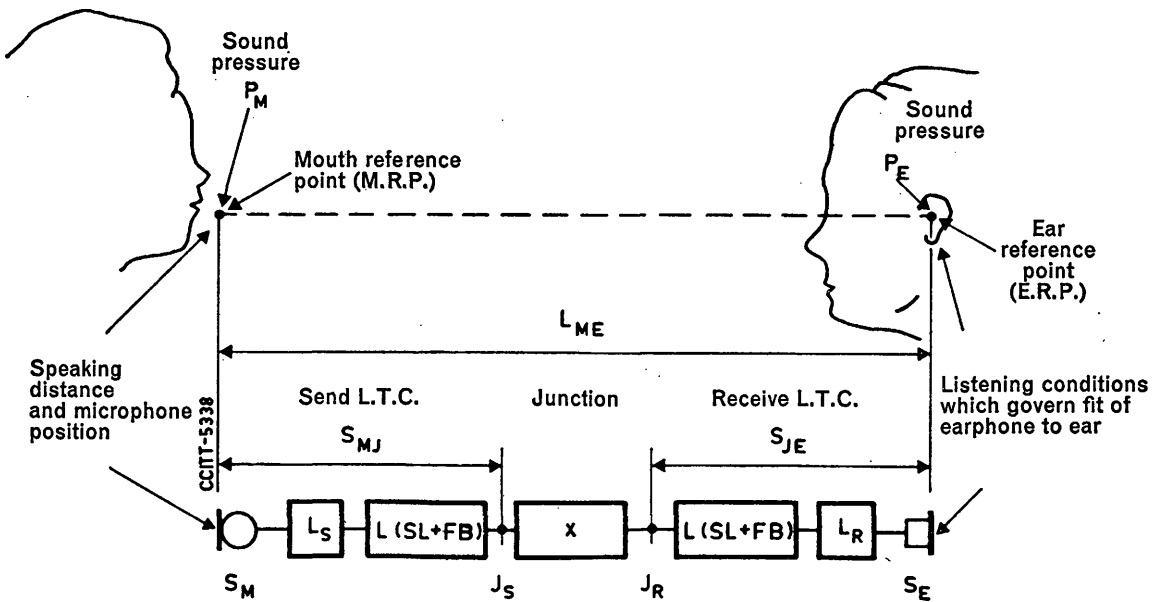 Sound
pressure
P_M
Mouth reference
point (M.R.P.)
Sound
pressure
P_E
Ear
reference
point
(E.R.P.)
L_ME
Speaking
distance
and microphone
position
CCITT-5338
Send L.T.C.
Junction
Receive L.T.C.
Listening conditions
which govern fit of
earphone to ear
S_MJ
S_JE
L_S
L (SL+FB)
X
L (SL+FB)
L_R
S_M
J_S
J_R
S_E